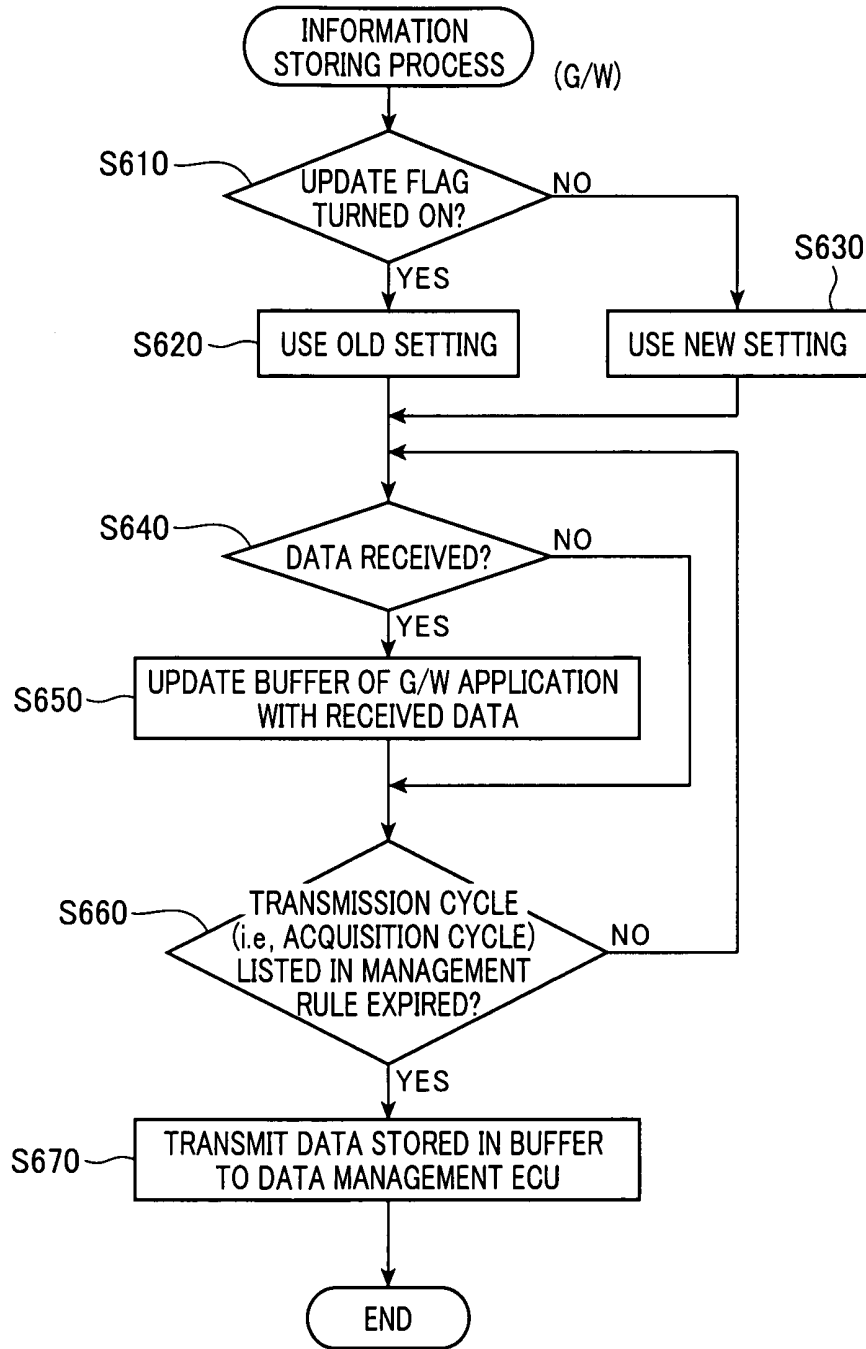 INFORMATION
STORING PROCESS
(G/W)
S610
UPDATE FLAG
TURNED ON?
NO
YES
S630
S620
USE OLD SETTING
USE NEW SETTING
S640
DATA RECEIVED?
NO
YES
S650
UPDATE BUFFER OF G/W APPLICATION
WITH RECEIVED DATA
S660
TRANSMISSION CYCLE
(i.e, ACQUISITION CYCLE)
LISTED IN MANAGEMENT
RULE EXPIRED?
NO
YES
S670
TRANSMIT DATA STORED IN BUFFER
TO DATA MANAGEMENT ECU
END